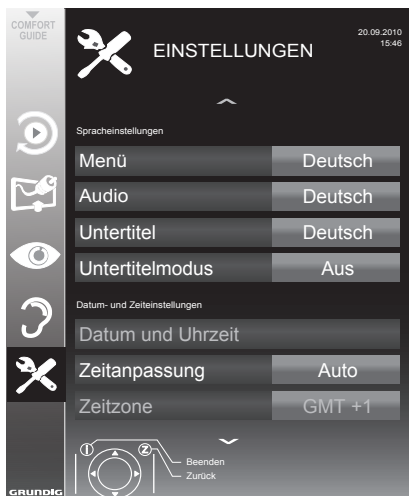 COMFORT
GUIDE
EINSTELLUNGEN
20.09.2010
15:46
Spracheinstellungen
Menü Deutsch
Audio Deutsch
Untertitel Deutsch
Untertitelmodus Aus
Datum- und Zeiteinstellungen
Datum und Uhrzeit
Zeitanpassung Auto
Zeitzone GMT +1
Beenden
Zurück
GRUNDIG